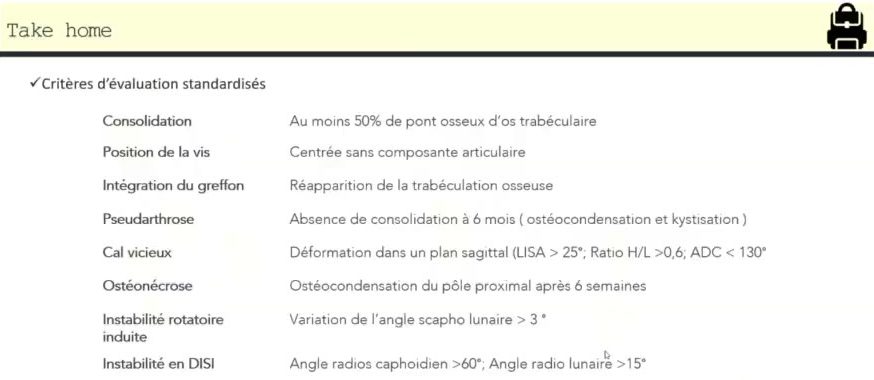 Take home
✓Critères d'évaluation standardisés
Consolidation Au moins 50% de pont osseux d'os trabéculaire
Position de la vis Centrée sans composante articulaire
Intégration du greffon Réapparition de la trabéculation osseuse
Pseudarthrose Absence de consolidation à 6 mois ( ostéocondensation et kystisation )
Cal vicieux Déformation dans un plan sagittal (LISA > 25°; Ratio H/L >0,6; ADC < 130°
Ostéonécrose Ostéocondensation du pôle proximal après 6 semaines
Instabilité rotatoire Variation de l'angle scapho lunaire > 3 °
induite
Instabilité en DISI Angle radios caphoidien >60°; Angle radio lunaire >15°